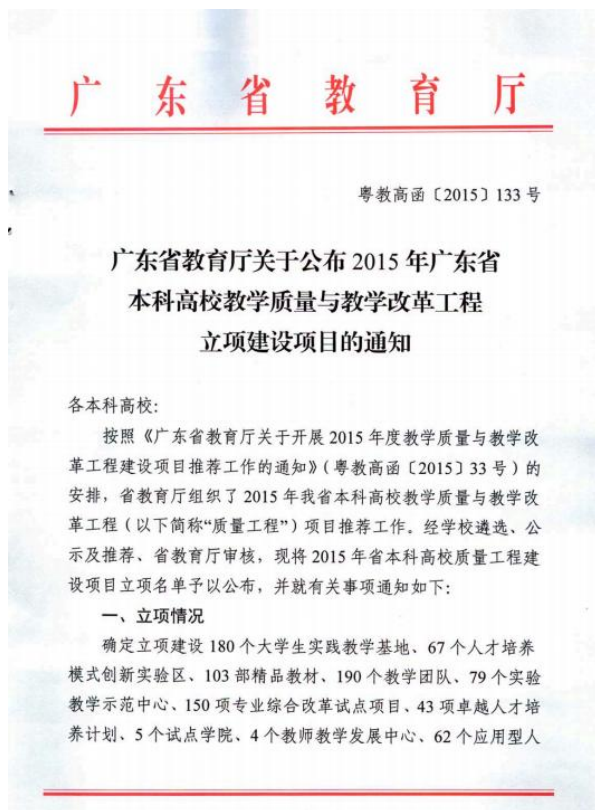 广东省教育厅
粤教高函〔2015〕133 号
广东省教育厅关于公布 2015 年广东省
本科高校教学质量与教学改革工程
立项建设项目的通知
各本科高校：
按照《广东省教育厅关于开展 2015 年度教学质量与教学改
革工程建设项目推荐工作的通知》（粤教高函〔2015〕33 号）的
安排，省教育厅组织了 2015 年我省本科高校教学质量与教学改
革工程（以下简称“质量工程”）项目推荐工作。经学校遴选、公
示及推荐、省教育厅审核，现将 2015 年省本科高校质量工程建
设项目立项名单予以公布，并就有关事项通知如下：
一、立项情况
确定立项建设 180 个大学生实践教学基地、67 个人才培养
模式创新实验区、103 部精品教材、190 个教学团队、79 个实验
教学示范中心、150 项专业综合改革试点项目、43 项卓越人才培
养计划、5 个试点学院、4 个教师教学发展中心、62 个应用型人